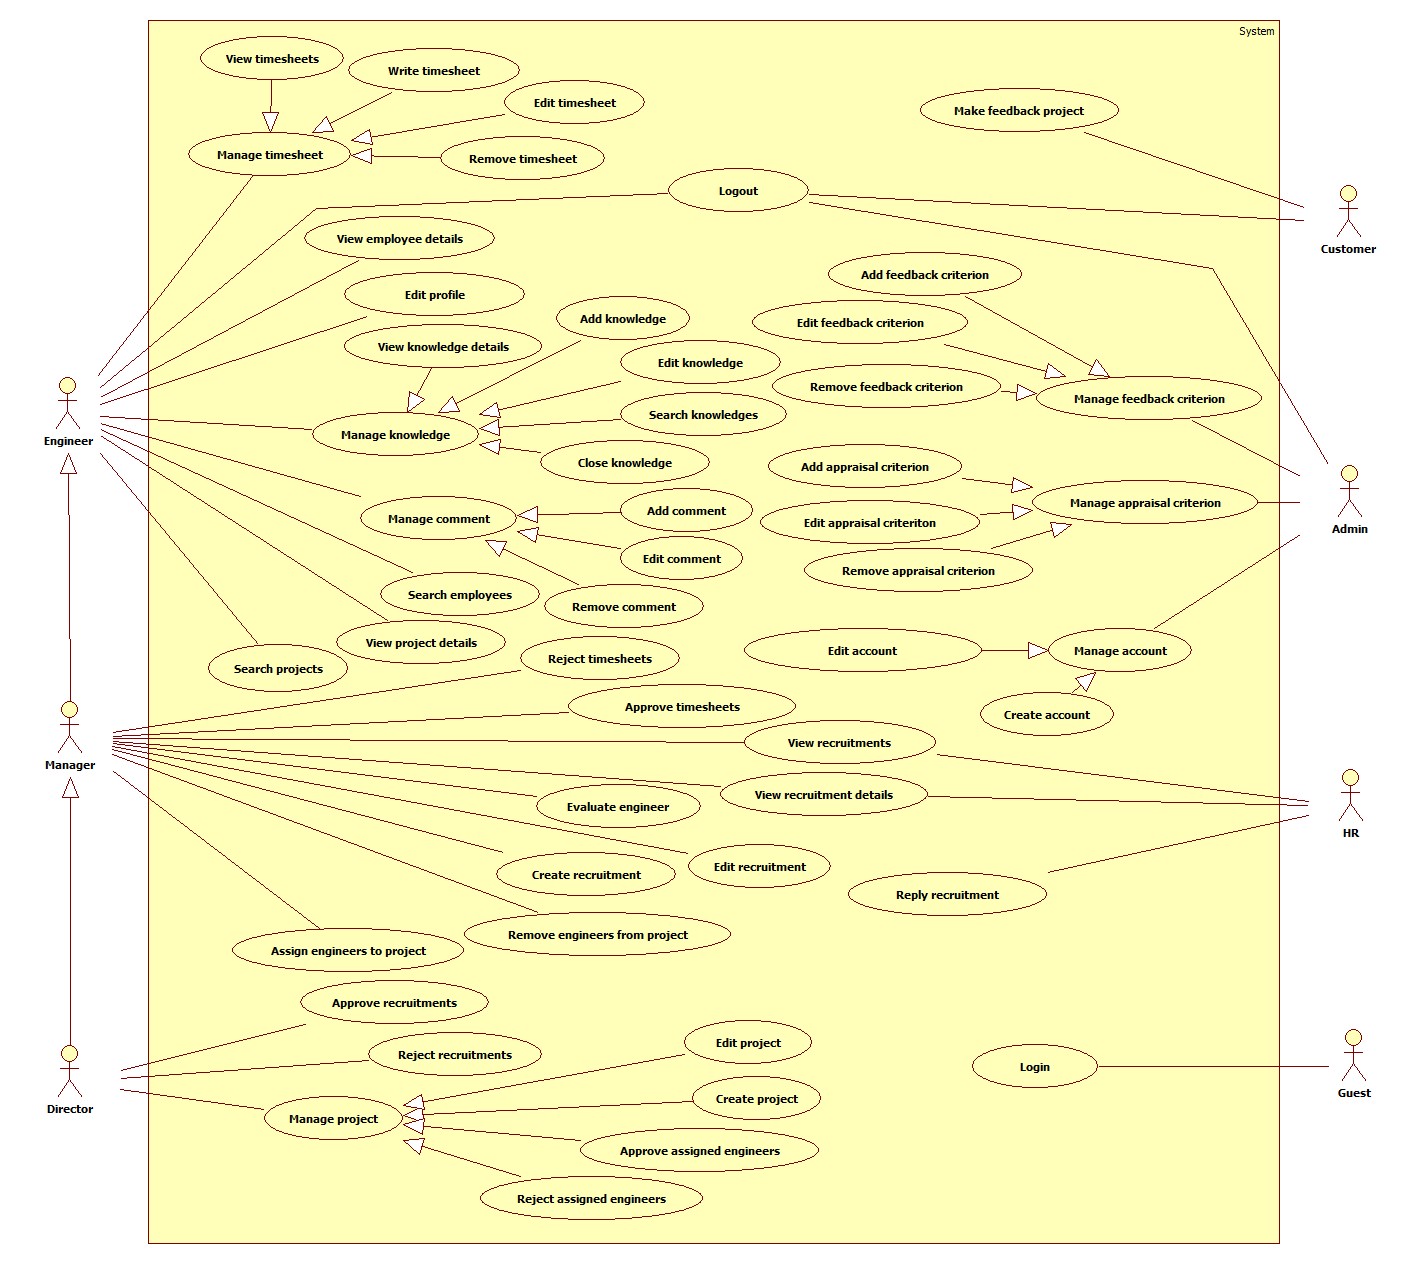 System
View timesheets
Write timesheet
Edit timesheet
Make feedback project
Manage timesheet
Remove timesheet
Logout
View employee details
Customer
Add feedback criterion
Edit profile
Add knowledge
Edit feedback criterion
View knowledge details
Edit knowledge
Remove feedback criterion
Manage feedback criterion
Search knowledges
Engineer
Manage knowledge
Close knowledge
Add appraisal criterion
Manage appraisal criterion
Add comment
Manage comment
Edit appraisal criteriton
Admin
Edit comment
Remove appraisal criterion
Search employees
Remove comment
View project details
Edit account
Manage account
Reject timesheets
Search projects
Approve timesheets
Create account
View recruitments
Manager
View recruitment details
Evaluate engineer
HR
Edit recruitment
Create recruitment
Reply recruitment
Remove engineers from project
Assign engineers to project
Approve recruitments
Edit project
Reject recruitments
Login
Guest
Create project
Director
Manage project
Approve assigned engineers
Reject assigned engineers